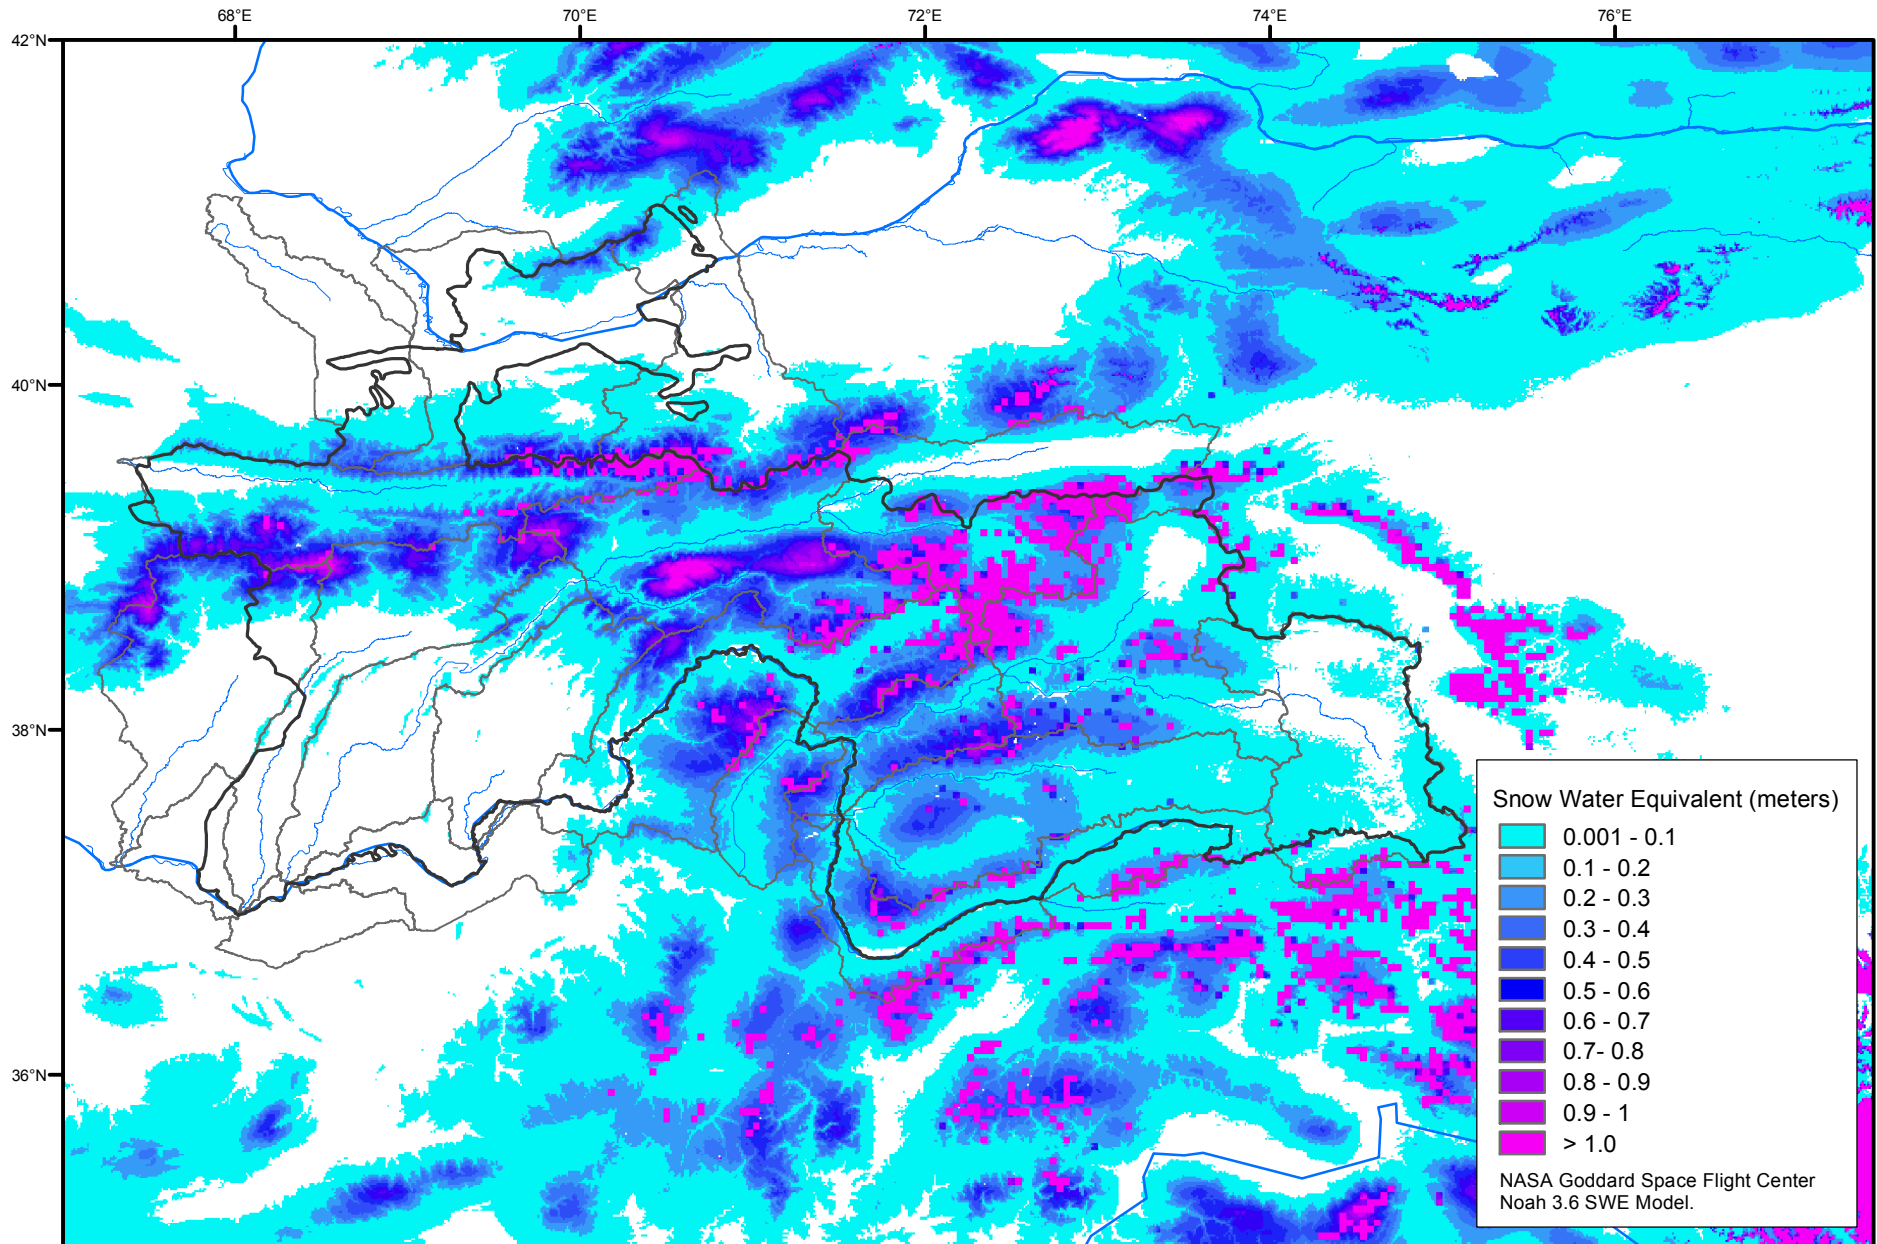 68°E
70°E
72°E
74°E
76°E
42°N
40°N
38°N
36°N
Snow Water Equivalent (meters)
0.001 - 0.1
0.1 - 0.2
0.2 - 0.3
0.3 - 0.4
0.4 - 0.5
0.5 - 0.6
0.6 - 0.7
0.7- 0.8
0.8 - 0.9
0.9 - 1
> 1.0
NASA Goddard Space Flight Center
Noah 3.6 SWE Model.